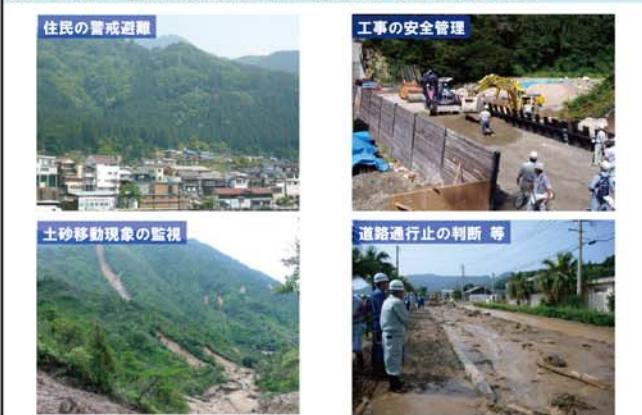 住民の警戒避難
工事の安全管理
土砂移動現象の監視
道路通行止の判断 等